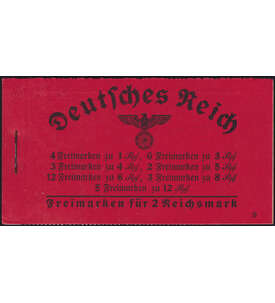 Deutsches Reich
4 Freimarken zu 1 Rpf, 6 Freimarken zu 3 Rpf
3 Freimarken zu 4 Rpf, 2 Freimarken zu 5 Rpf
12 Freimarken zu 6 Rpf, 3 Freimarken zu 8 Rpf
5 Freimarken zu 12 Rpf
Freimarken für 2 Reichsmark